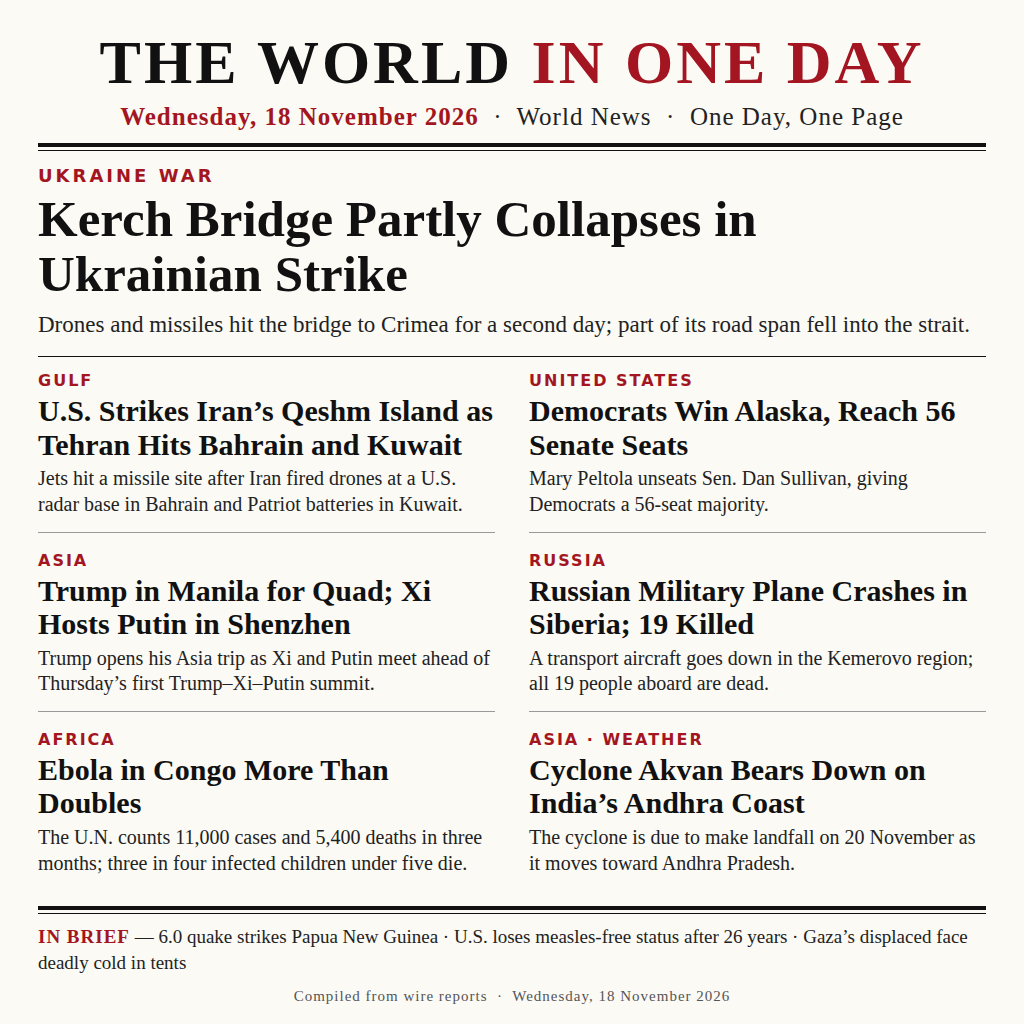 THE WORLD IN ONE DAY
Wednesday, 18 November 2026 · World News · One Day, One Page
UKRAINE WAR
Kerch Bridge Partly Collapses in
Ukrainian Strike
Drones and missiles hit the bridge to Crimea for a second day; part of its road span fell into the strait.
GULF
U.S. Strikes Iran’s Qeshm Island as
Tehran Hits Bahrain and Kuwait
Jets hit a missile site after Iran fired drones at a U.S.
radar base in Bahrain and Patriot batteries in Kuwait.
UNITED STATES
Democrats Win Alaska, Reach 56
Senate Seats
Mary Peltola unseats Sen. Dan Sullivan, giving
Democrats a 56-seat majority.
ASIA
Trump in Manila for Quad; Xi
Hosts Putin in Shenzhen
Trump opens his Asia trip as Xi and Putin meet ahead of
Thursday’s first Trump–Xi–Putin summit.
RUSSIA
Russian Military Plane Crashes in
Siberia; 19 Killed
A transport aircraft goes down in the Kemerovo region;
all 19 people aboard are dead.
AFRICA
Ebola in Congo More Than
Doubles
The U.N. counts 11,000 cases and 5,400 deaths in three
months; three in four infected children under five die.
ASIA · WEATHER
Cyclone Akvan Bears Down on
India’s Andhra Coast
The cyclone is due to make landfall on 20 November as
it moves toward Andhra Pradesh.
IN BRIEF — 6.0 quake strikes Papua New Guinea · U.S. loses measles-free status after 26 years · Gaza’s displaced face
deadly cold in tents
Compiled from wire reports · Wednesday, 18 November 2026